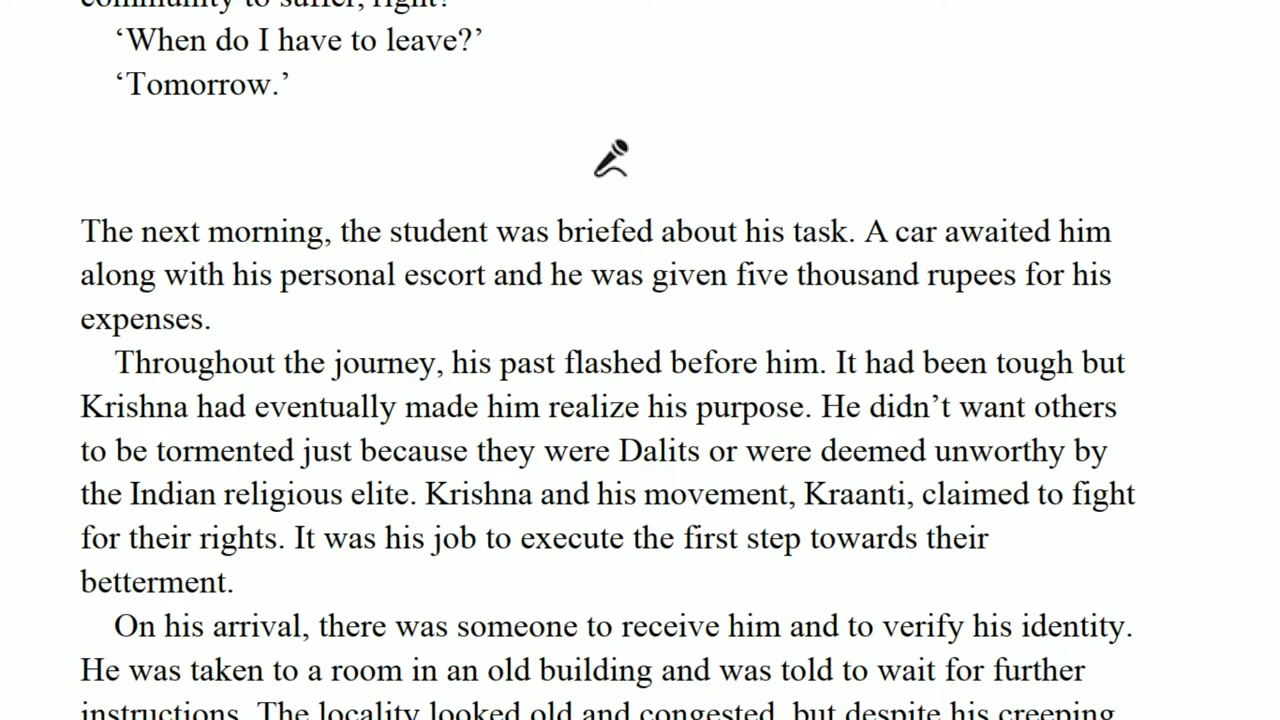 community to suffer, right?
‘When do I have to leave?’
‘Tomorrow.’
The next morning, the student was briefed about his task. A car awaited him
along with his personal escort and he was given five thousand rupees for his
expenses.
Throughout the journey, his past flashed before him. It had been tough but
Krishna had eventually made him realize his purpose. He didn’t want others
to be tormented just because they were Dalits or were deemed unworthy by
the Indian religious elite. Krishna and his movement, Kraanti, claimed to fight
for their rights. It was his job to execute the first step towards their
betterment.
On his arrival, there was someone to receive him and to verify his identity.
He was taken to a room in an old building and was told to wait for further
instructions. The locality looked old and congested, but despite his creeping